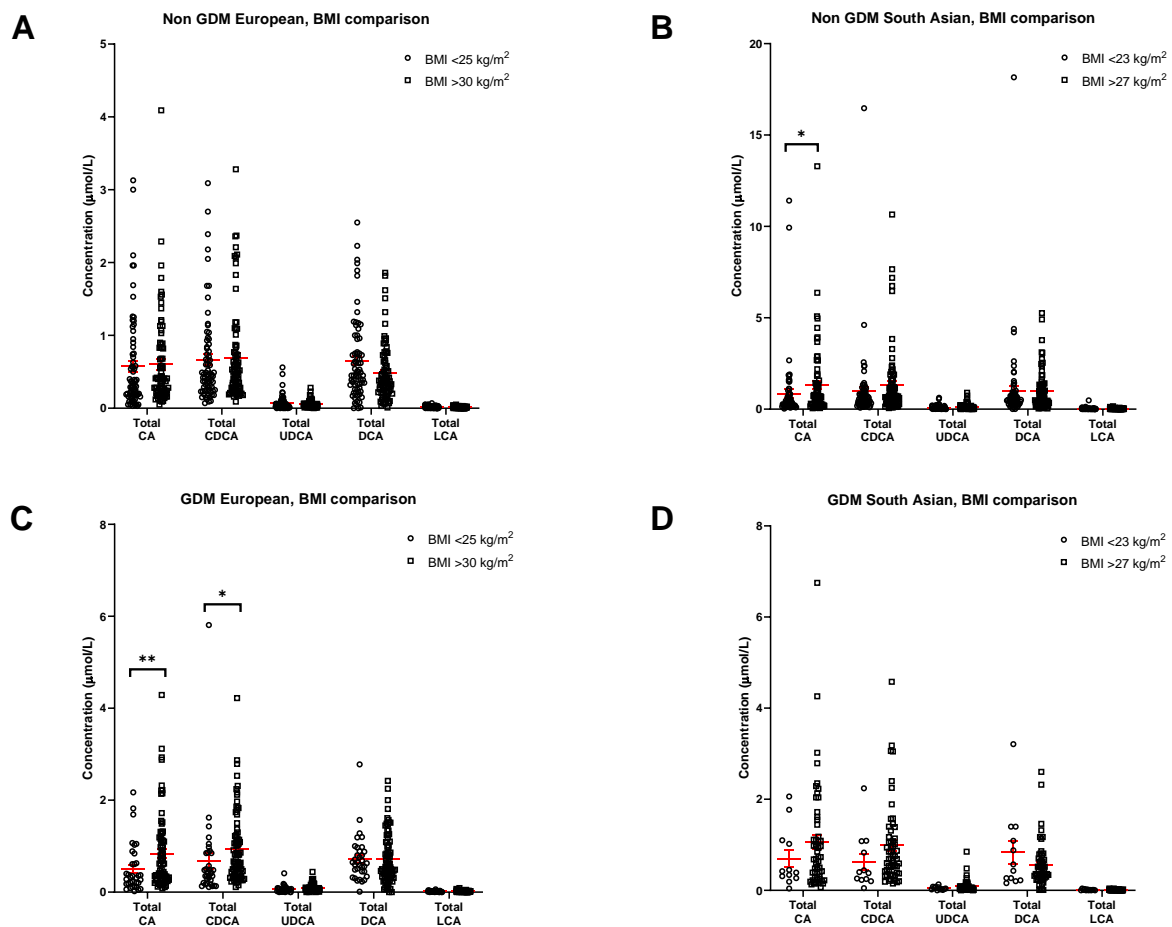 A
Non GDM European, BMI comparison
BMI <25 kg/m²
BMI >30 kg/m²
Concentration (μmol/L)
5
4
3
2
1
0
Total CA
Total CDCA
Total UDCA
Total DCA
Total LCA
B
Non GDM South Asian, BMI comparison
BMI <23 kg/m²
BMI >27 kg/m²
Concentration (μmol/L)
20
15
10
5
0
*
Total CA
Total CDCA
Total UDCA
Total DCA
Total LCA
C
GDM European, BMI comparison
BMI <25 kg/m²
BMI >30 kg/m²
Concentration (μmol/L)
8
6
4
2
0
**
*
Total CA
Total CDCA
Total UDCA
Total DCA
Total LCA
D
GDM South Asian, BMI comparison
BMI <23 kg/m²
BMI >27 kg/m²
Concentration (μmol/L)
8
6
4
2
0
Total CA
Total CDCA
Total UDCA
Total DCA
Total LCA